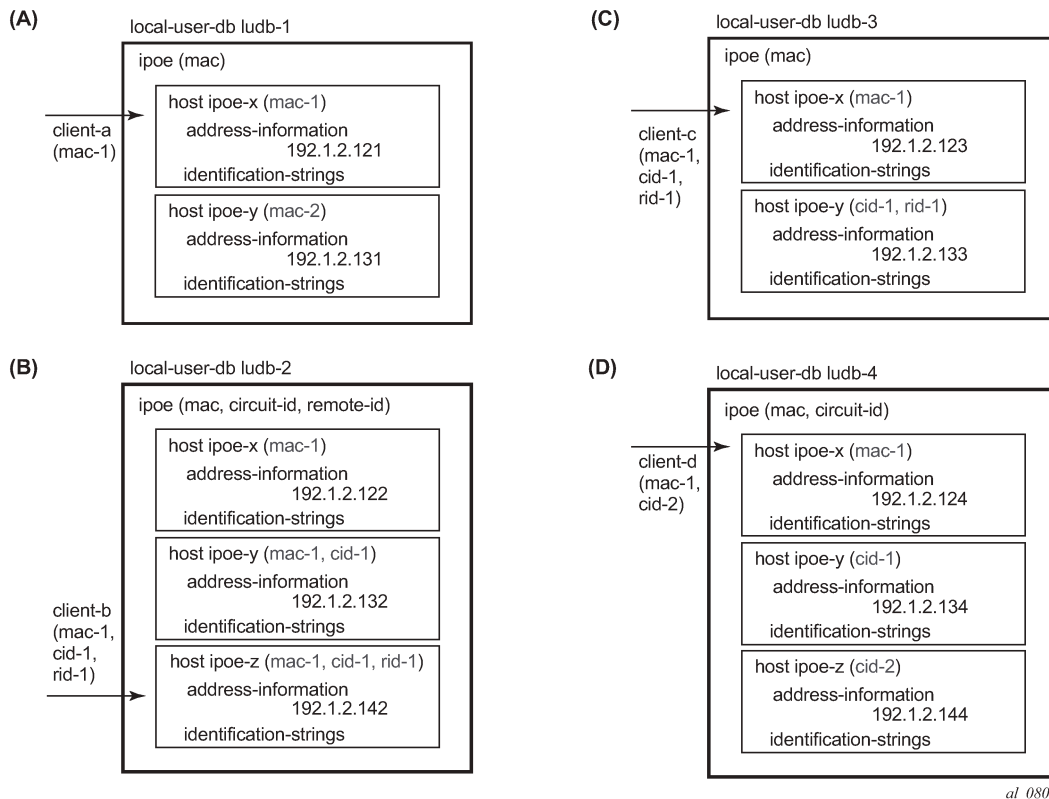 (A)
local-user-db ludb-1
ipoe (mac)
host ipoe-x (mac-1)
address-information
192.1.2.121
identification-strings
host ipoe-y (mac-2)
address-information
192.1.2.131
identification-strings
client-a
(mac-1)
(B)
local-user-db ludb-2
ipoe (mac, circuit-id, remote-id)
host ipoe-x (mac-1)
address-information
192.1.2.122
identification-strings
host ipoe-y (mac-1, cid-1)
address-information
192.1.2.132
identification-strings
host ipoe-z (mac-1, cid-1, rid-1)
address-information
192.1.2.142
identification-strings
client-b
(mac-1,
cid-1,
rid-1)
(C)
local-user-db ludb-3
ipoe (mac)
host ipoe-x (mac-1)
address-information
192.1.2.123
identification-strings
host ipoe-y (cid-1, rid-1)
address-information
192.1.2.133
identification-strings
client-c
(mac-1,
cid-1,
rid-1)
(D)
local-user-db ludb-4
ipoe (mac, circuit-id)
host ipoe-x (mac-1)
address-information
192.1.2.124
identification-strings
host ipoe-y (cid-1)
address-information
192.1.2.134
identification-strings
host ipoe-z (cid-2)
address-information
192.1.2.144
identification-strings
client-d
(mac-1,
cid-2)
al_080